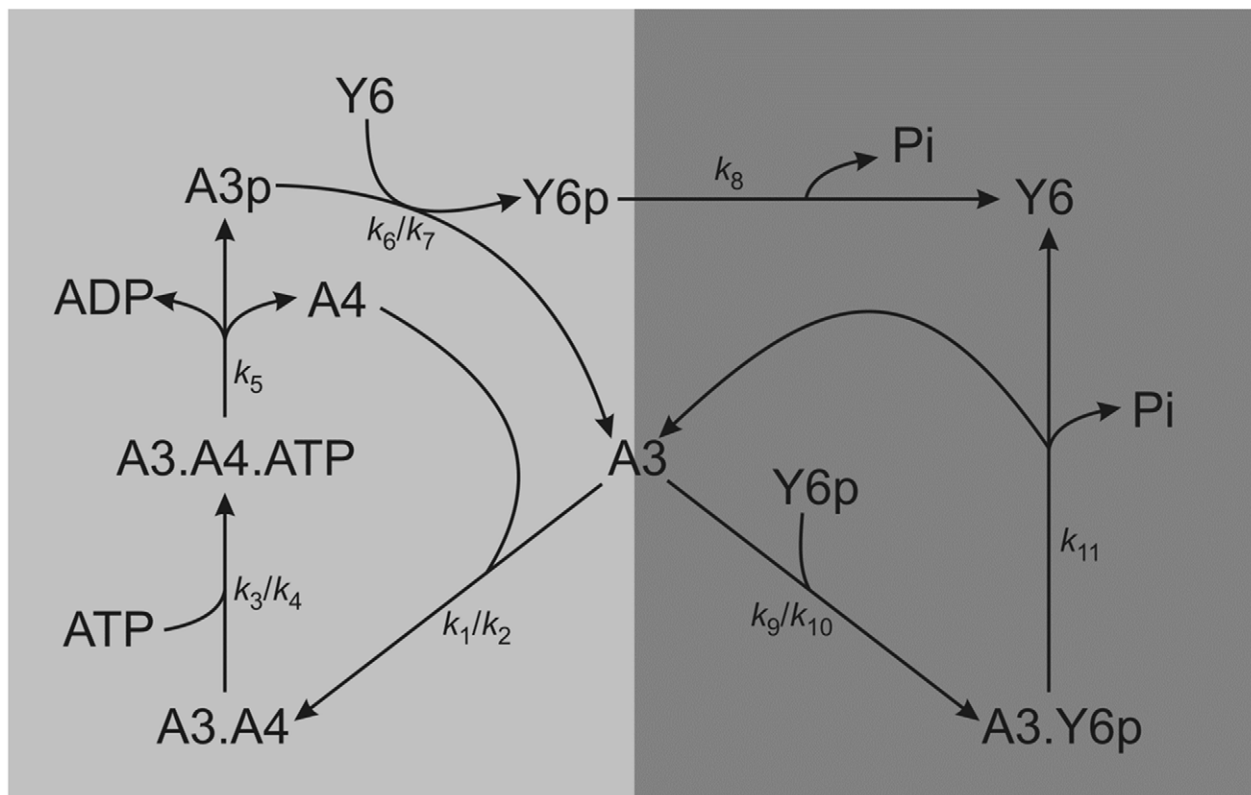 Y6
Pi
A3p
k8
Y6p
Y6
k6/k7
ADP
A4
k5
Pi
A3.A4.ATP
A3
Y6p
k11
k3/k4
ATP
k1/k2
k9/k10
A3.A4
A3.Y6p